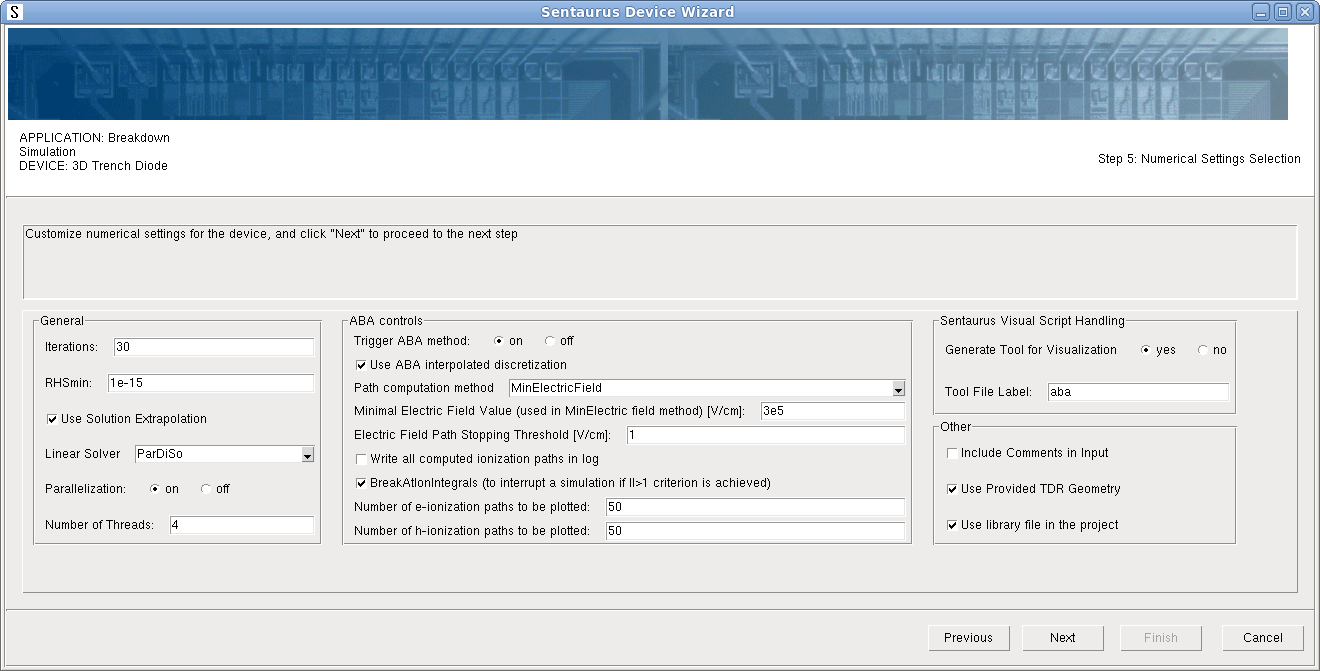 S
Sentaurus Device Wizard
APPLICATION: Breakdown
Simulation
DEVICE: 3D Trench Diode
Step 5: Numerical Settings Selection
Customize numerical settings for the device, and click "Next" to proceed to the next step
General
Iterations: 30
RHSmin: 1e-15
Use Solution Extrapolation
Linear Solver ParDiSo
Parallelization: on off
Number of Threads: 4
ABA controls
Trigger ABA method: on off
Use ABA interpolated discretization
Path computation method MinElectricField
Minimal Electric Field Value (used in MinElectric field method) [V/cm]: 3e5
Electric Field Path Stopping Threshold [V/cm]: 1
Write all computed ionization paths in log
BreakAtIonIntegrals (to interrupt a simulation if II>1 criterion is achieved)
Number of e-ionization paths to be plotted: 50
Number of h-ionization paths to be plotted: 50
Sentaurus Visual Script Handling
Generate Tool for Visualization yes no
Tool File Label: aba
Other
Include Comments in Input
Use Provided TDR Geometry
Use library file in the project
Previous Next Finish Cancel